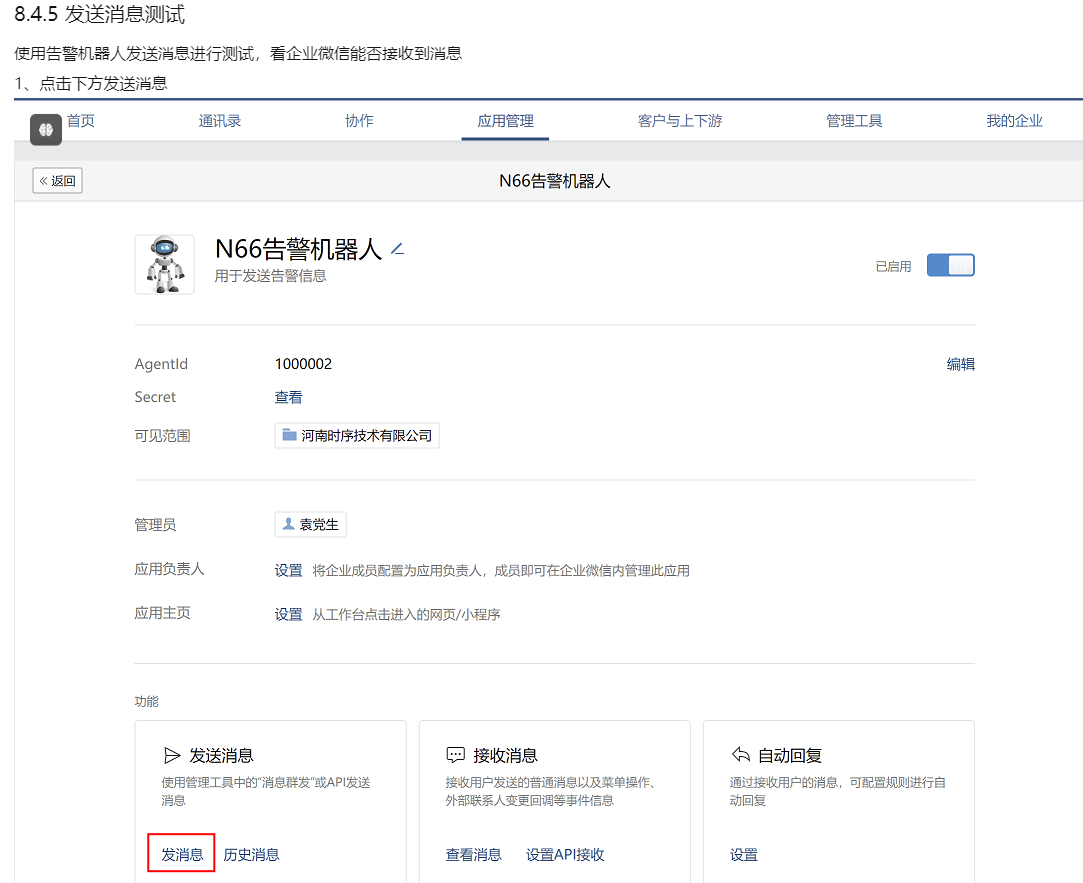 8.4.5 发送消息测试
使用告警机器人发送消息进行测试，看企业微信能否接收到消息
1、点击下方发送消息
首页 通讯录 协作 应用管理 客户与上下游 管理工具 我的企业
« 返回 N66告警机器人
N66告警机器人
用于发送告警信息
已启用
AgentId 1000002 编辑
Secret 查看
可见范围 河南时序技术有限公司
管理员 袁党生
应用负责人 设置 将企业成员配置为应用负责人，成员即可在企业微信内管理此应用
应用主页 设置 从工作台点击进入的网页/小程序
功能
发送消息
使用管理工具中的“消息群发”或API发送
消息
发消息 历史消息
接收消息
接收用户发送的普通消息以及菜单操作、
外部联系人变更回调等事件信息
查看消息 设置API接收
自动回复
通过接收用户的消息，可配置规则进行自
动回复
设置